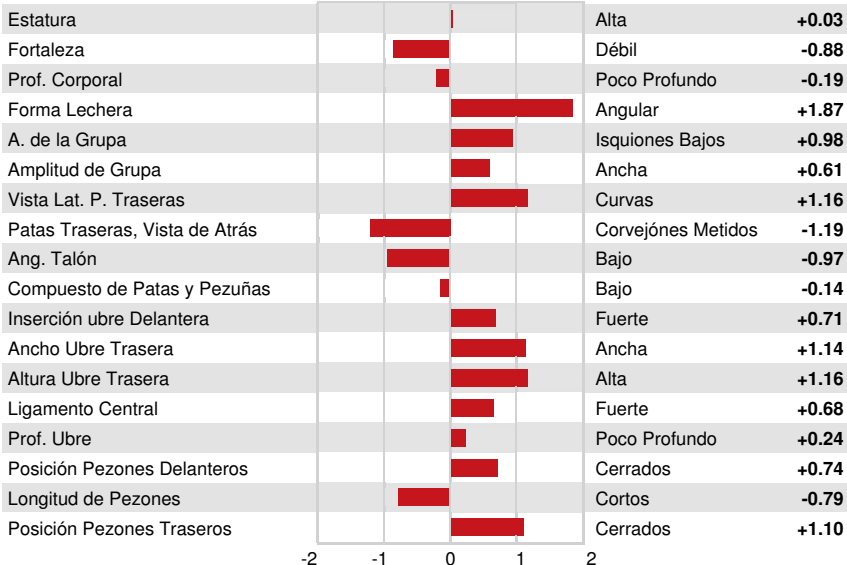 Estatura Alta +0.03
Fortaleza Débil -0.88
Prof. Corporal Poco Profundo -0.19
Forma Lechera Angular +1.87
A. de la Grupa Isquiones Bajos +0.98
Amplitud de Grupa Ancha +0.61
Vista Lat. P. Traseras Curvas +1.16
Patas Traseras, Vista de Atrás Corvejónes Metidos -1.19
Ang. Talón Bajo -0.97
Compuesto de Patas y Pezuñas Bajo -0.14
Inserción ubre Delantera Fuerte +0.71
Ancho Ubre Trasera Ancha +1.14
Altura Ubre Trasera Alta +1.16
Ligamento Central Fuerte +0.68
Prof. Ubre Poco Profundo +0.24
Posición Pezones Delanteros Cerrados +0.74
Longitud de Pezones Cortos -0.79
Posición Pezones Traseros Cerrados +1.10
-2 -1 0 1 2